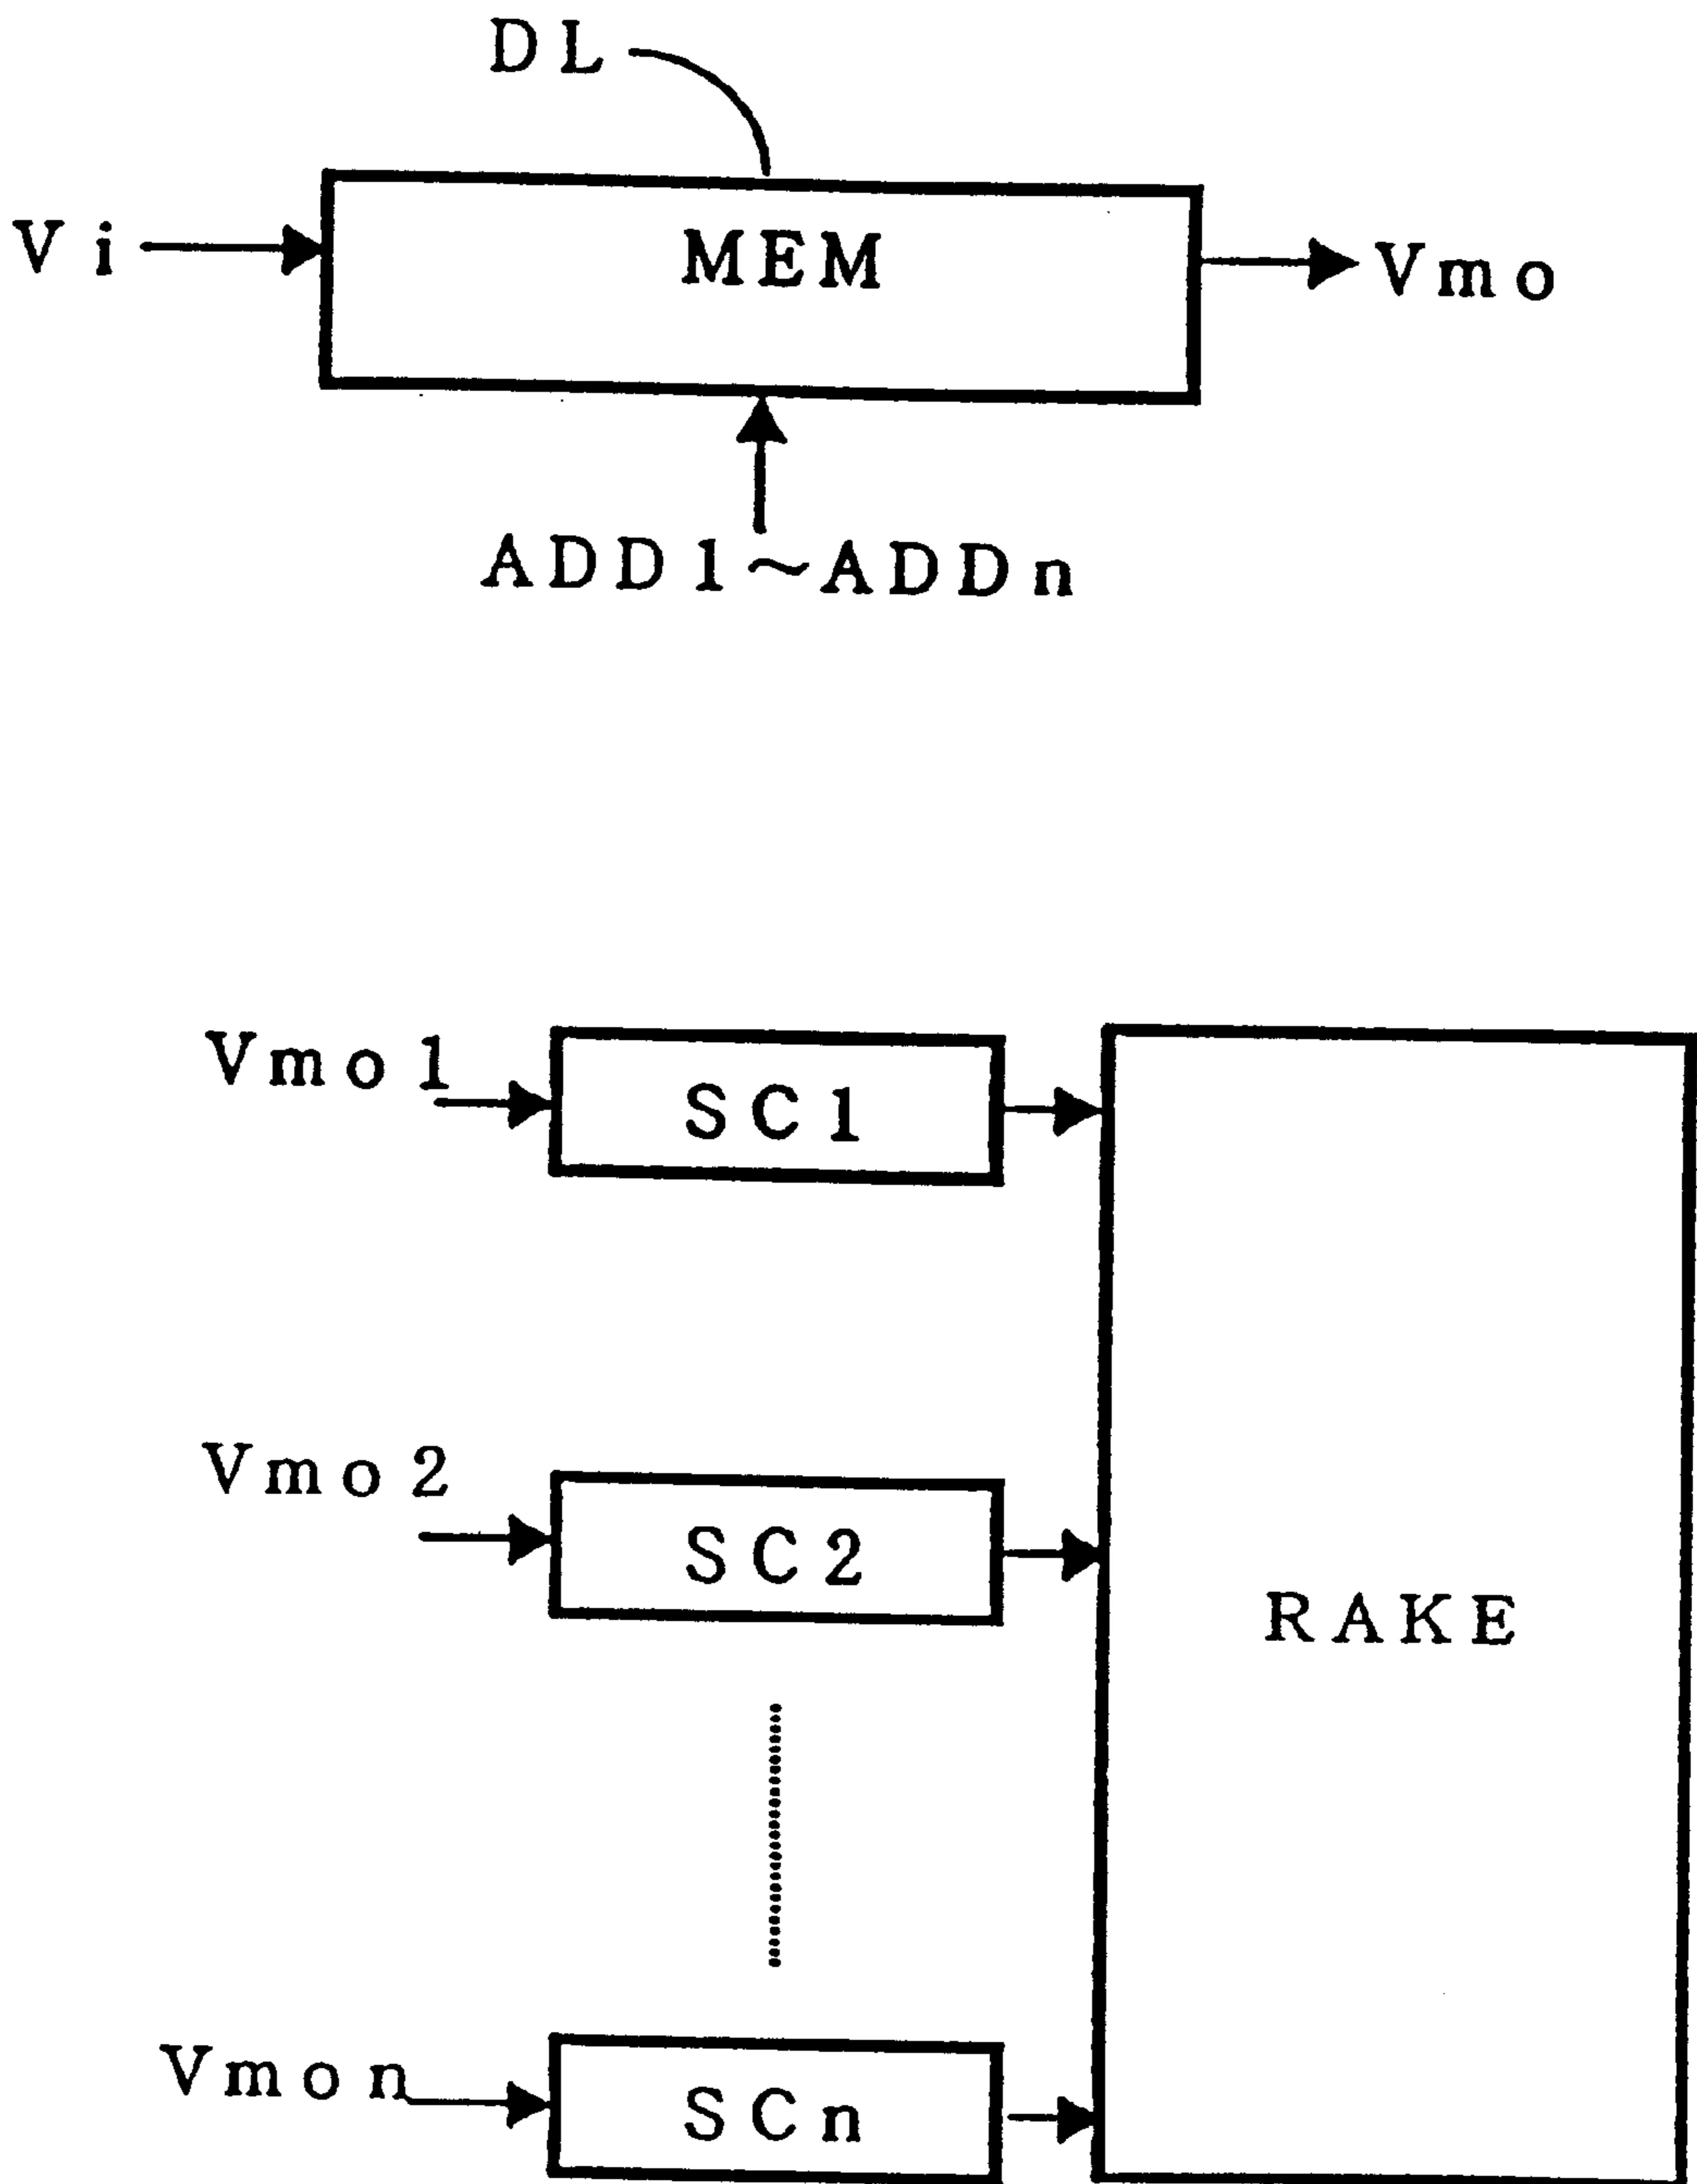 DL
Vi
MEM
Vmo
ADD1~ADDn
Vmo1
SC1
Vmo2
SC2
RAKE
Vmon
SCn